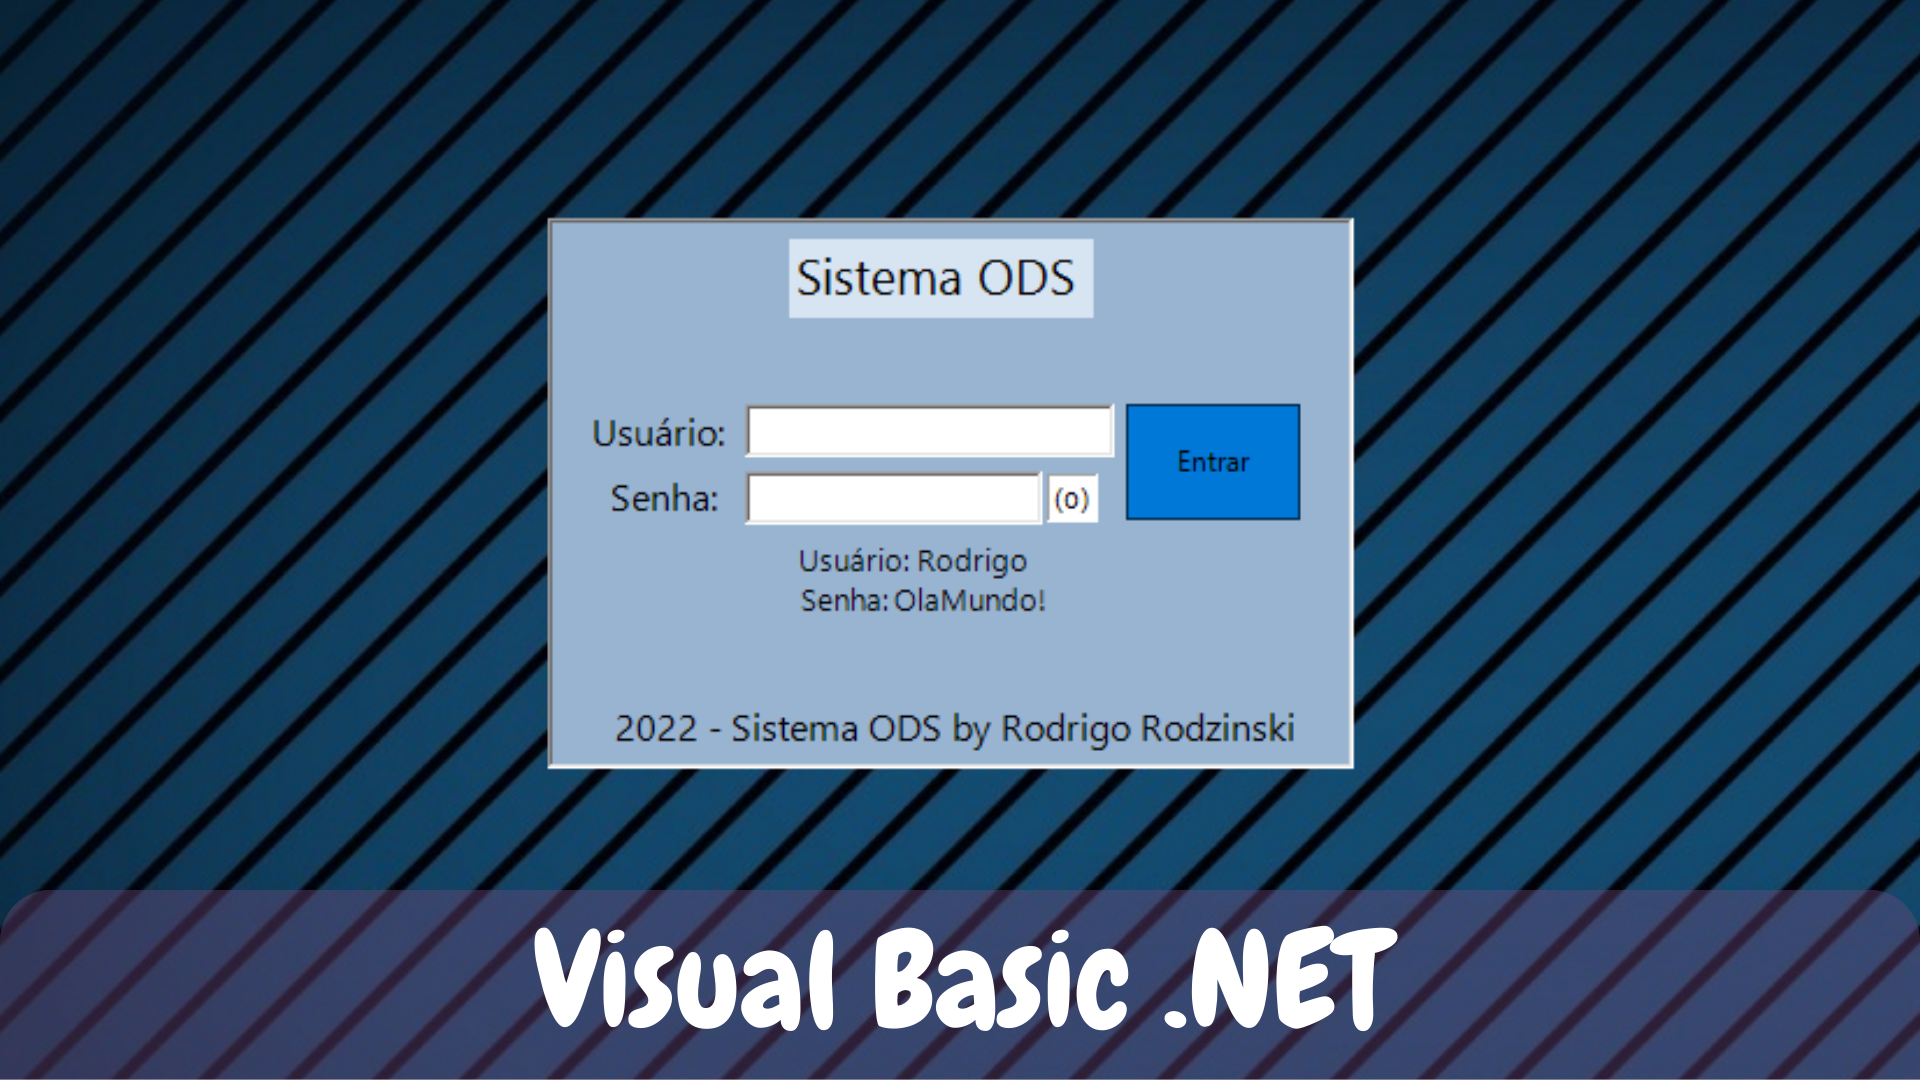 Sistema ODS
Usuário:
Entrar
Senha:
(o)
Usuário: Rodrigo
Senha: OlaMundo!
2022 - Sistema ODS by Rodrigo Rodzinski
Visual Basic .NET